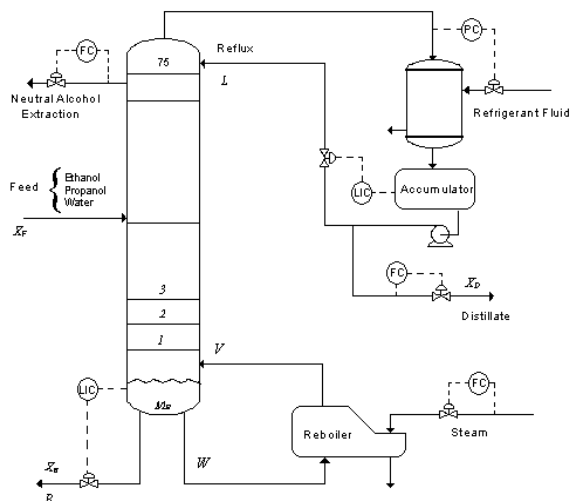 FC
PC
75
Reflux
L
Neutral Alcohol
Extraction
Refrigerant Fluid
Feed
Ethanol
Propanol
Water
LIC
Accumulator
X_F
3
FC
X_D
2
Distillate
1
V
LIC
M_B
FC
Reboiler
Steam
X_B
W
B